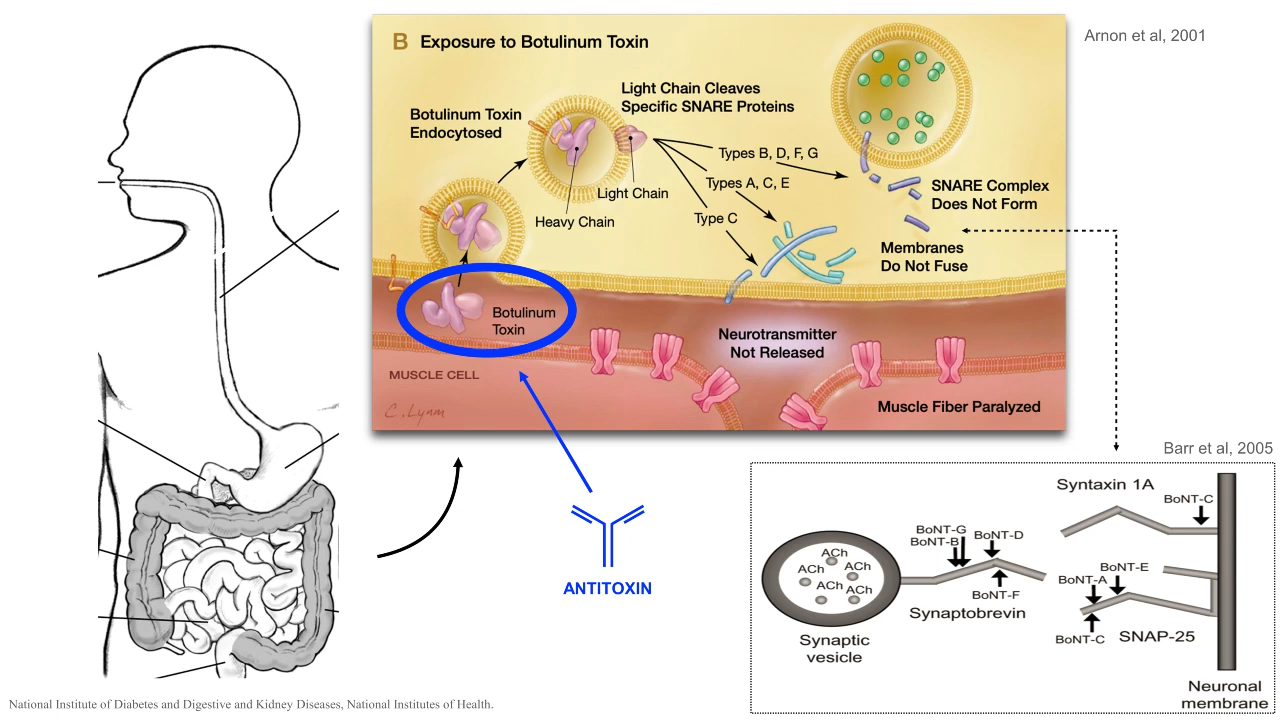 B Exposure to Botulinum Toxin
Arnon et al, 2001
Light Chain Cleaves
Specific SNARE Proteins
Botulinum Toxin
Endocytosed
Types B, D, F, G
Types A, C, E
Type C
Light Chain
Heavy Chain
SNARE Complex
Does Not Form
Membranes
Do Not Fuse
Botulinum
Toxin
Neurotransmitter
Not Released
MUSCLE CELL
C. Lynm
Muscle Fiber Paralyzed
ANTITOXIN
Barr et al, 2005
Syntaxin 1A
BoNT-C
BoNT-G
BoNT-B
BoNT-D
ACh
ACh
ACh
ACh
ACh
BoNT-F
Synaptobrevin
BoNT-E
BoNT-A
BoNT-C
SNAP-25
Synaptic
vesicle
Neuronal
membrane
National Institute of Diabetes and Digestive and Kidney Diseases, National Institutes of Health.